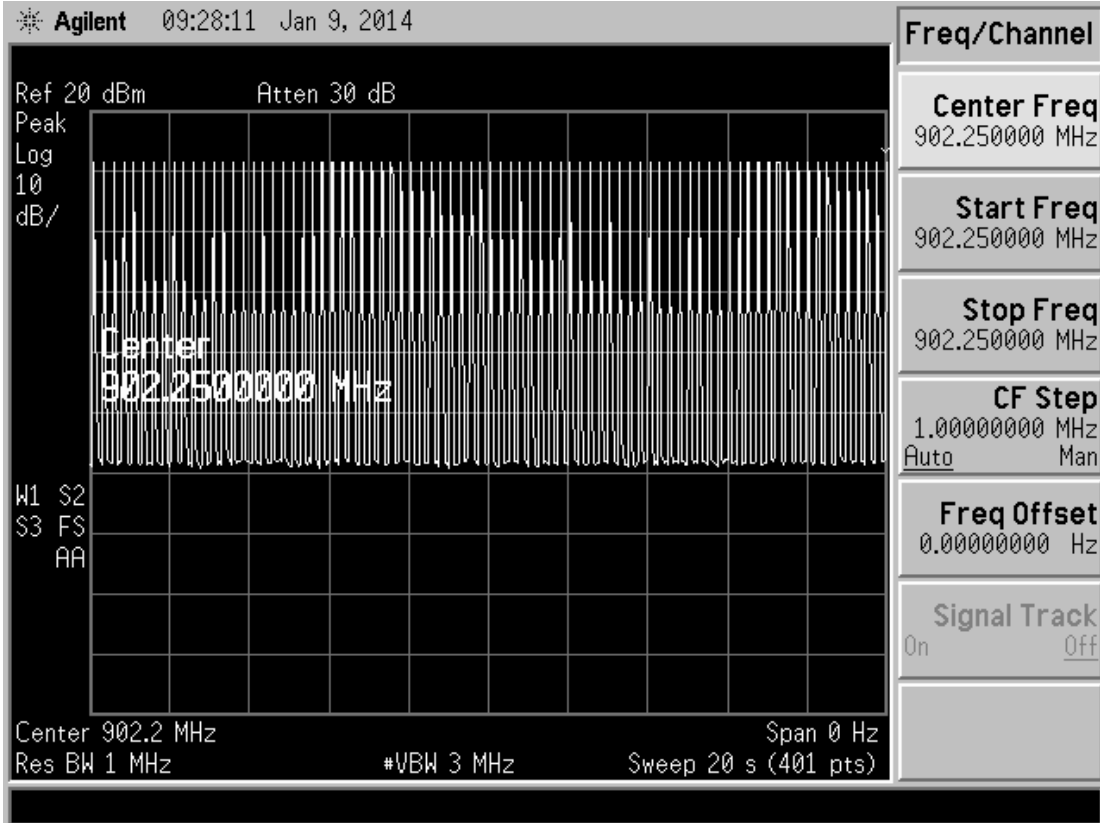 Agilent 09:28:11 Jan 9, 2014
Ref 20 dBm Atten 30 dB
Peak
Log
10
dB/
Center
902.2500000 MHz
W1 S2
S3 FS
AA
Center 902.2 MHz Span 0 Hz
Res BW 1 MHz #VBW 3 MHz Sweep 20 s (401 pts)
Freq/Channel
Center Freq
902.250000 MHz
Start Freq
902.250000 MHz
Stop Freq
902.250000 MHz
CF Step
1.00000000 MHz
Auto Man
Freq Offset
0.00000000 Hz
Signal Track
On Off